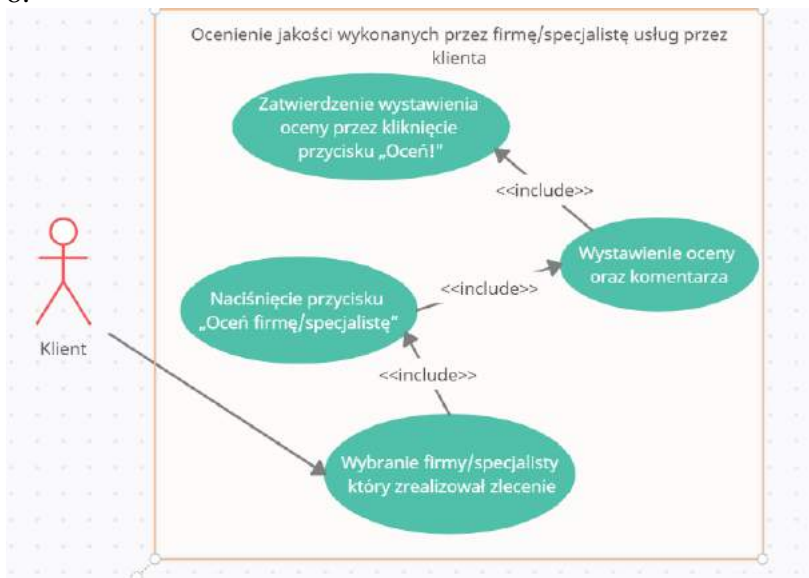 Ocenienie jakości wykonanych przez firmę/specjalistę usług przez
klienta
Zatwierdzenie wystawienia
oceny przez kliknięcie
przycisku „Oceń!"
<<include>>
Wystawienie oceny
oraz komentarza
<<include>>
Naciśnięcie przycisku
„Oceń firmę/specjalistę"
Klient
<<include>>
Wybranie firmy/specjalisty
który zrealizował zlecenie